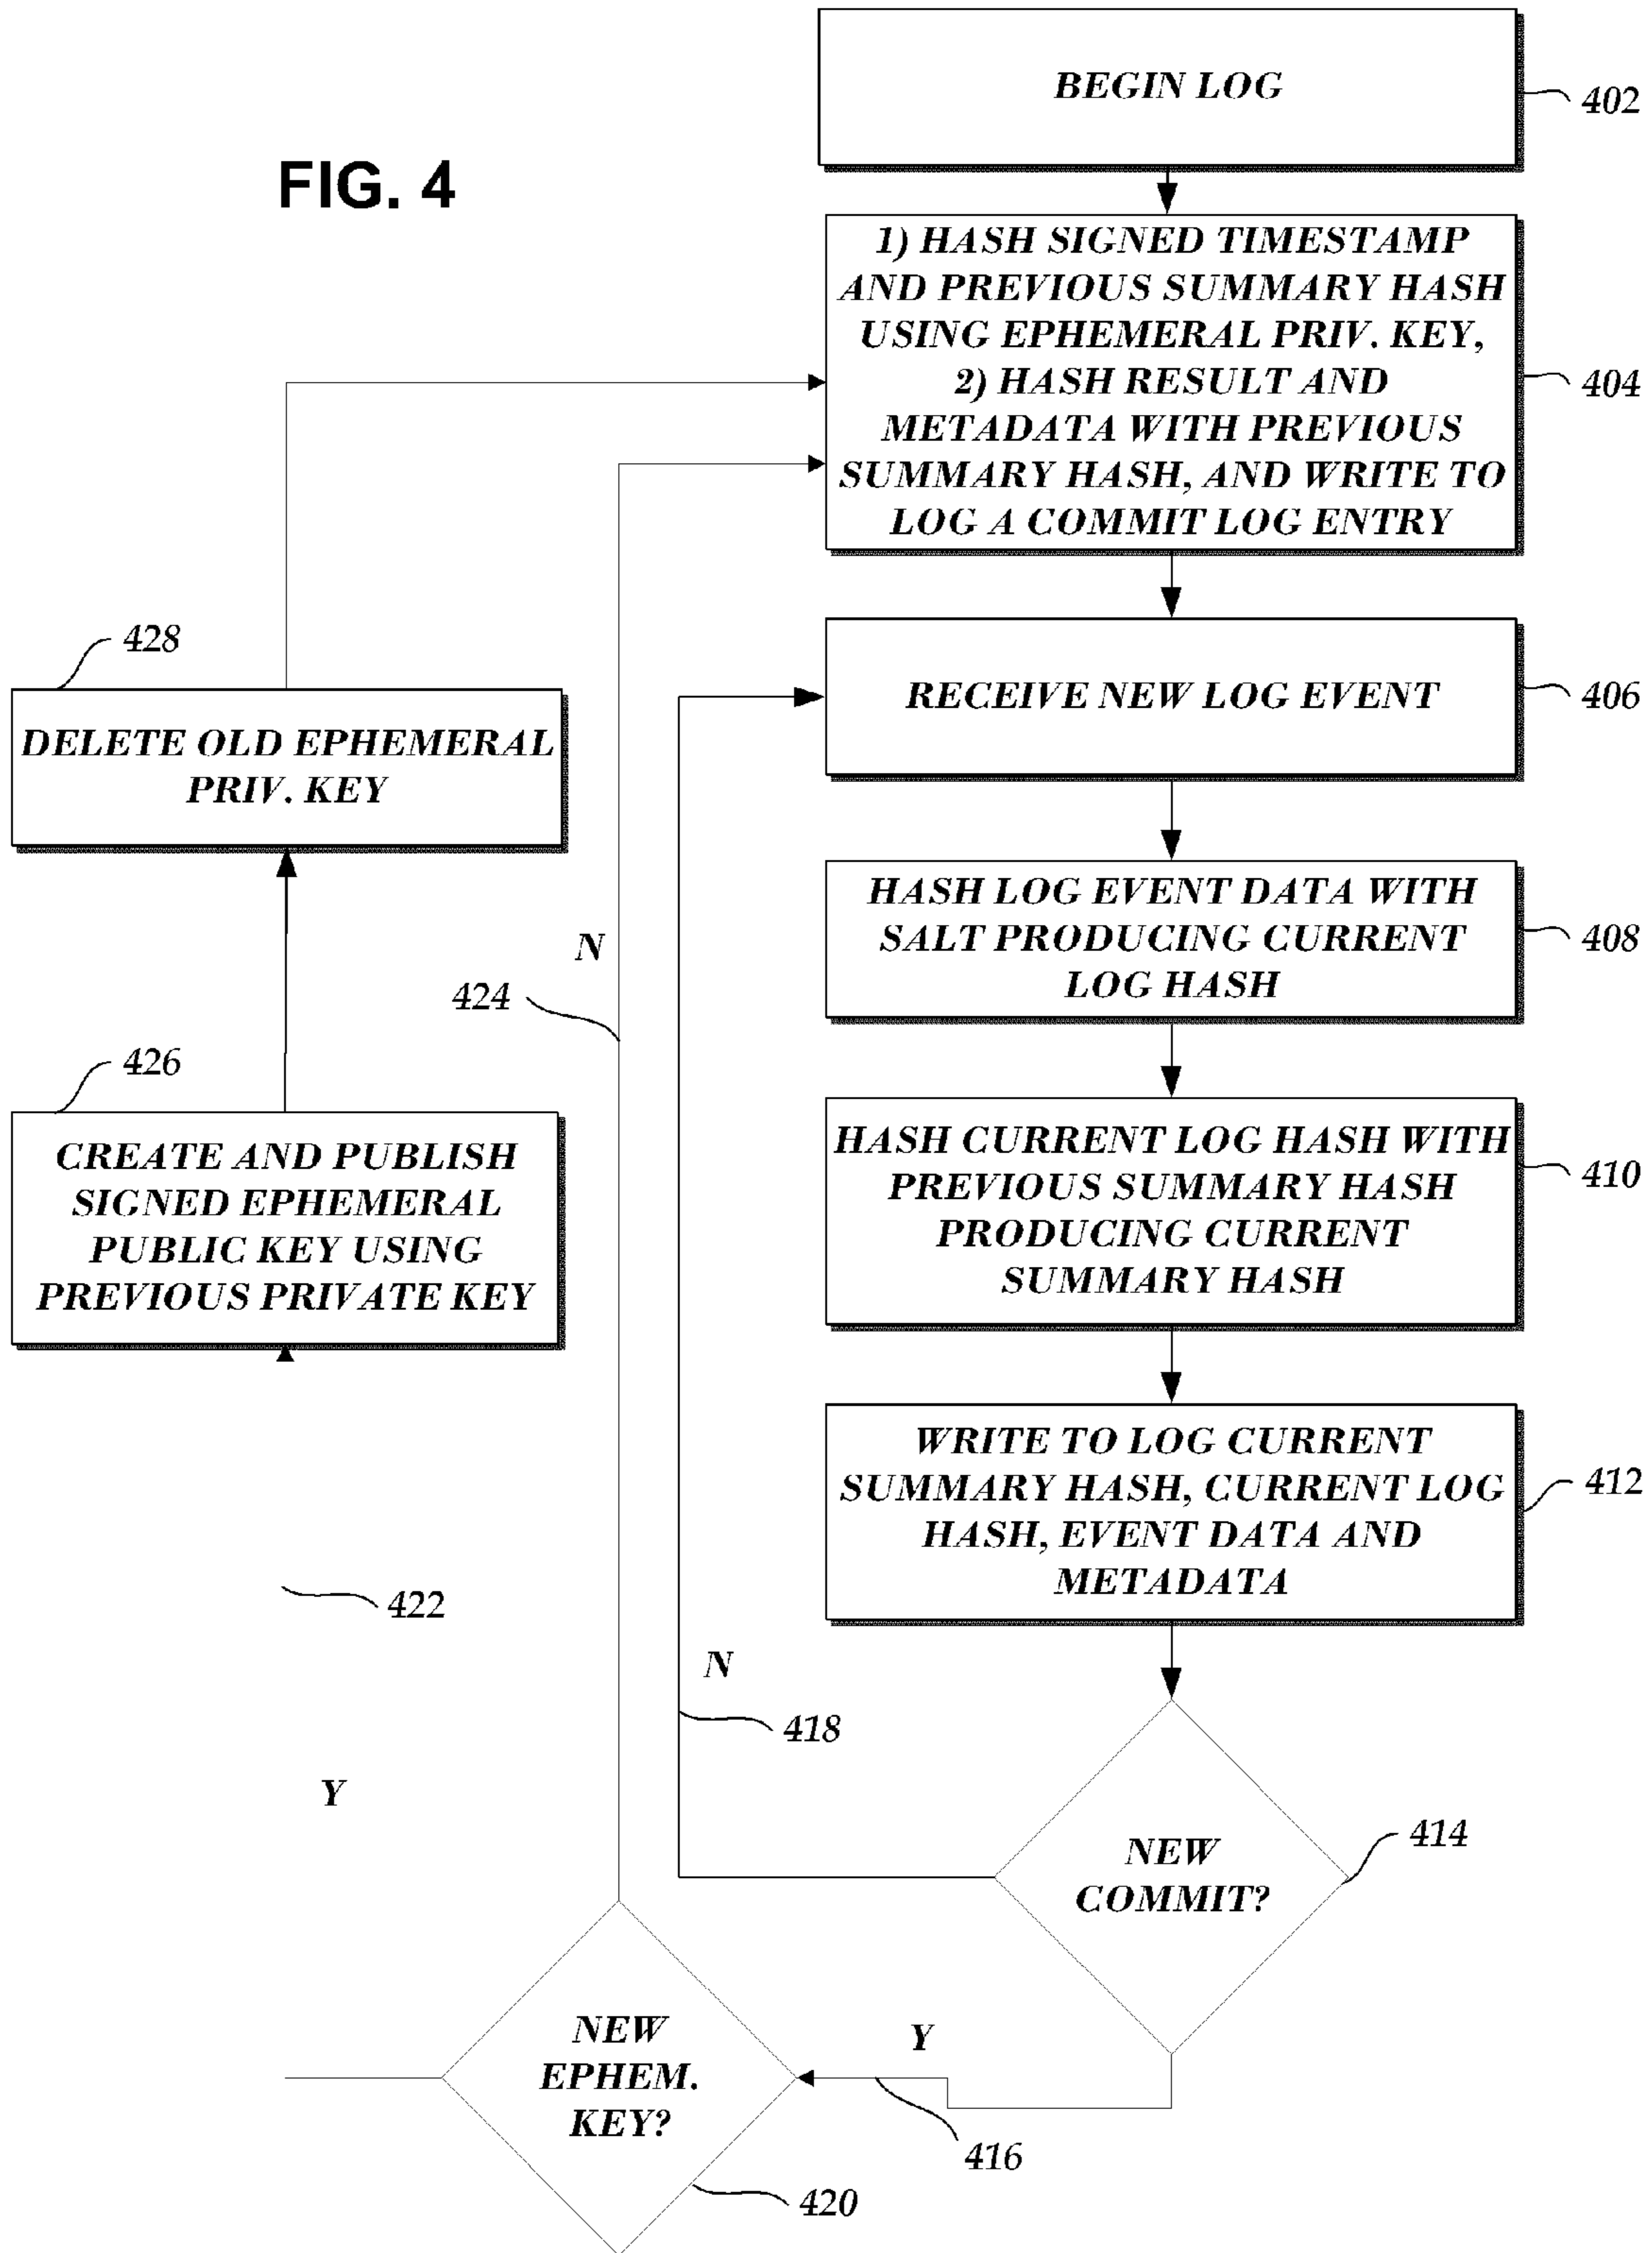 BEGIN LOG
402
FIG. 4
1) HASH SIGNED TIMESTAMP
AND PREVIOUS SUMMARY HASH
USING EPHEMERAL PRIV. KEY,
2) HASH RESULT AND
METADATA WITH PREVIOUS
SUMMARY HASH, AND WRITE TO
LOG A COMMIT LOG ENTRY
404
RECEIVE NEW LOG EVENT
406
428
DELETE OLD EPHEMERAL
PRIV. KEY
HASH LOG EVENT DATA WITH
SALT PRODUCING CURRENT
LOG HASH
408
N
424
426
CREATE AND PUBLISH
SIGNED EPHEMERAL
PUBLIC KEY USING
PREVIOUS PRIVATE KEY
HASH CURRENT LOG HASH WITH
PREVIOUS SUMMARY HASH
PRODUCING CURRENT
SUMMARY HASH
410
WRITE TO LOG CURRENT
SUMMARY HASH, CURRENT LOG
HASH, EVENT DATA AND
METADATA
412
422
N
418
Y
NEW
COMMIT?
414
NEW
EPHEM.
KEY?
Y
416
420